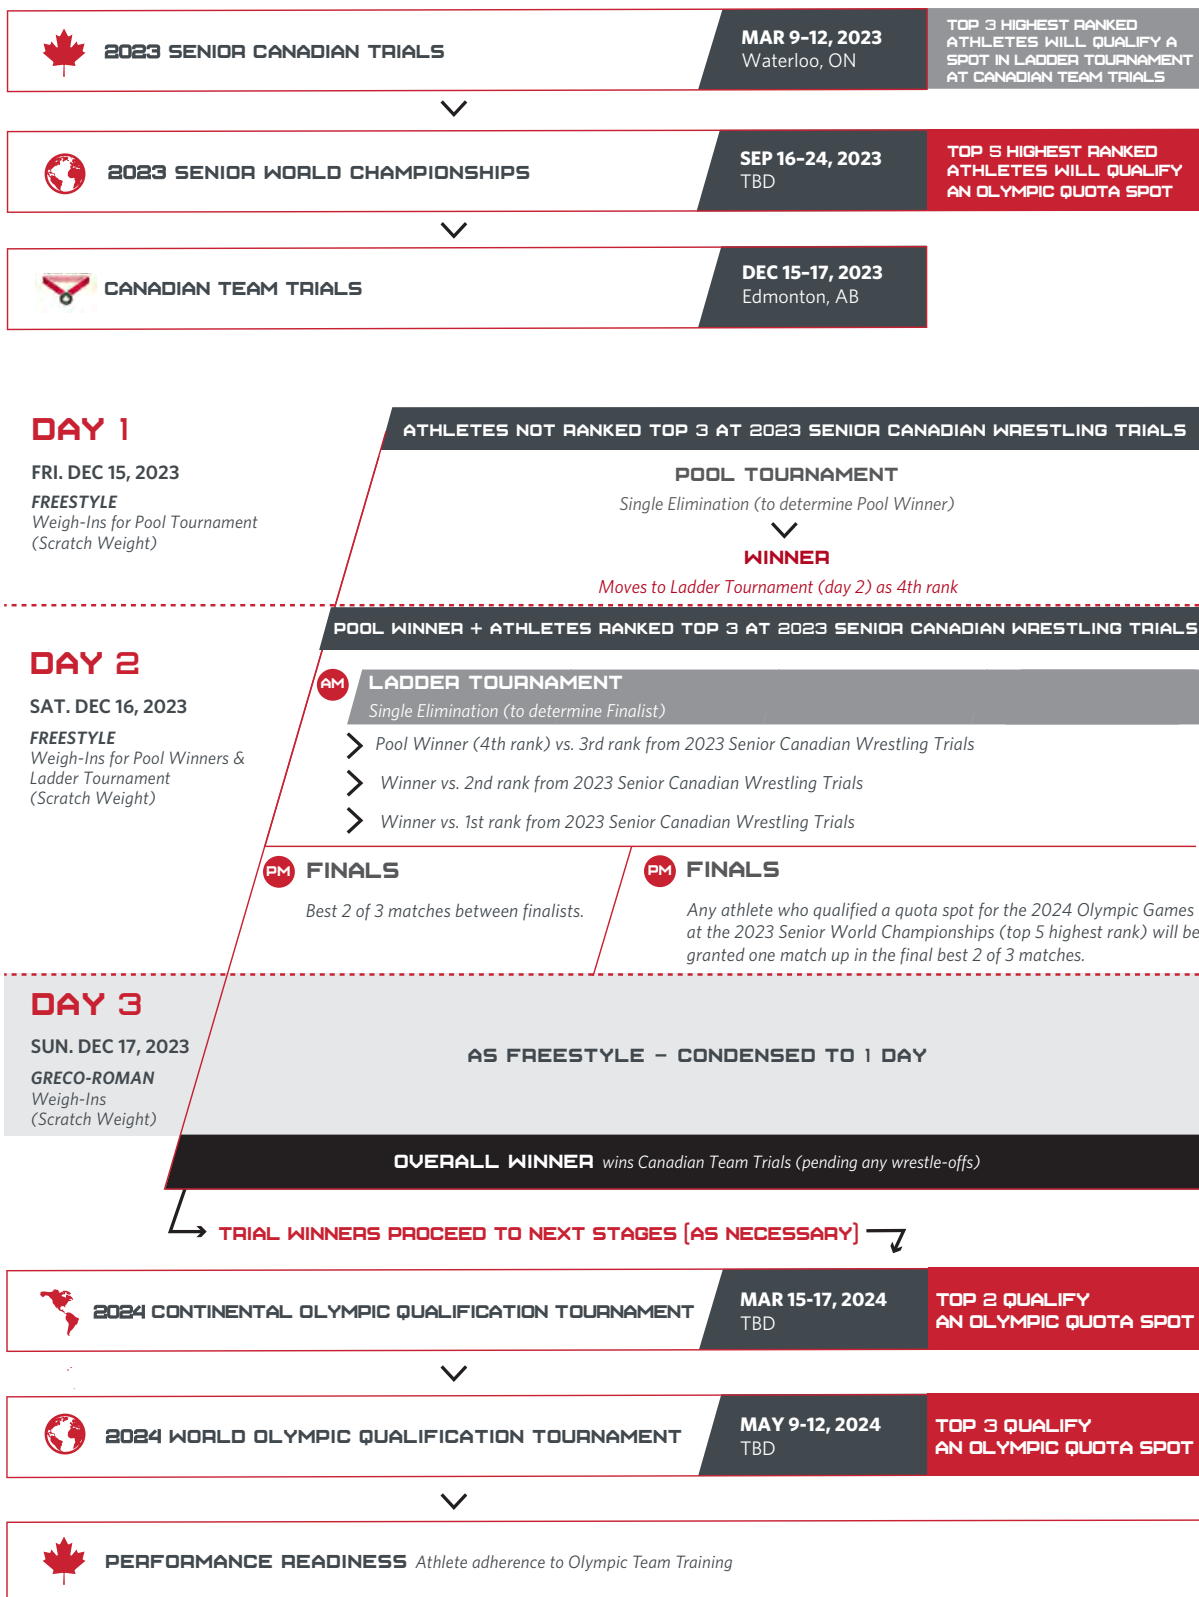 2023 SENIOR CANADIAN TRIALS
MAR 9–12, 2023
Waterloo, ON
TOP 3 HIGHEST RANKED
ATHLETES WILL QUALIFY A
SPOT IN LADDER TOURNAMENT
AT CANADIAN TEAM TRIALS
2023 SENIOR WORLD CHAMPIONSHIPS
SEP 16–24, 2023
TBD
TOP 5 HIGHEST RANKED
ATHLETES WILL QUALIFY
AN OLYMPIC QUOTA SPOT
CANADIAN TEAM TRIALS
DEC 15–17, 2023
Edmonton, AB
DAY 1
FRI. DEC 15, 2023
FREESTYLE
Weigh-Ins for Pool Tournament
(Scratch Weight)
ATHLETES NOT RANKED TOP 3 AT 2023 SENIOR CANADIAN WRESTLING TRIALS
POOL TOURNAMENT
Single Elimination (to determine Pool Winner)
WINNER
Moves to Ladder Tournament (day 2) as 4th rank
DAY 2
SAT. DEC 16, 2023
FREESTYLE
Weigh-Ins for Pool Winners &
Ladder Tournament
(Scratch Weight)
POOL WINNER + ATHLETES RANKED TOP 3 AT 2023 SENIOR CANADIAN WRESTLING TRIALS
AM
LADDER TOURNAMENT
Single Elimination (to determine Finalist)
Pool Winner (4th rank) vs. 3rd rank from 2023 Senior Canadian Wrestling Trials
Winner vs. 2nd rank from 2023 Senior Canadian Wrestling Trials
Winner vs. 1st rank from 2023 Senior Canadian Wrestling Trials
PM
FINALS
Best 2 of 3 matches between finalists.
PM
FINALS
Any athlete who qualified a quota spot for the 2024 Olympic Games
at the 2023 Senior World Championships (top 5 highest rank) will be
granted one match up in the final best 2 of 3 matches.
DAY 3
SUN. DEC 17, 2023
GRECO-ROMAN
Weigh-Ins
(Scratch Weight)
AS FREESTYLE – CONDENSED TO 1 DAY
OVERALL WINNER wins Canadian Team Trials (pending any wrestle-offs)
TRIAL WINNERS PROCEED TO NEXT STAGES (AS NECESSARY)
2024 CONTINENTAL OLYMPIC QUALIFICATION TOURNAMENT
MAR 15-17, 2024
TBD
TOP 2 QUALIFY
AN OLYMPIC QUOTA SPOT
2024 WORLD OLYMPIC QUALIFICATION TOURNAMENT
MAY 9-12, 2024
TBD
TOP 3 QUALIFY
AN OLYMPIC QUOTA SPOT
PERFORMANCE READINESS Athlete adherence to Olympic Team Training